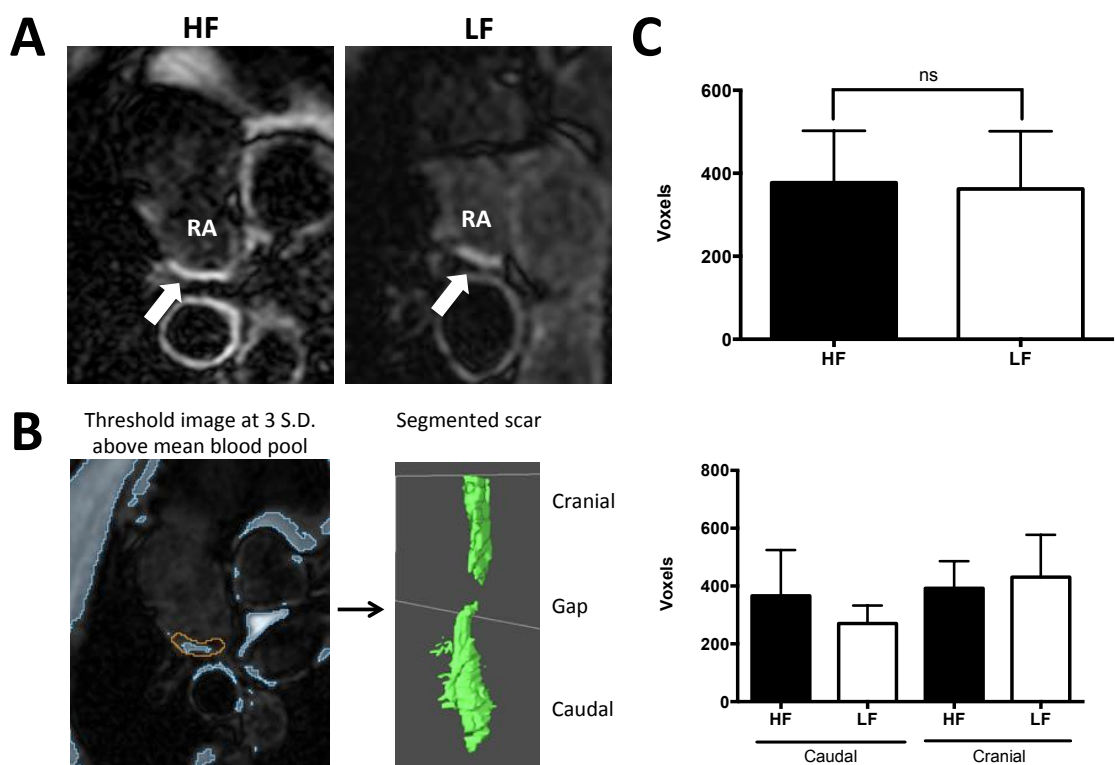 A
HF
LF
RA
RA
B
Threshold image at 3 S.D.
above mean blood pool
Segmented scar
Cranial
Gap
Caudal
C
ns
600
400
200
0
Voxels
HF
LF
800
600
400
200
0
Voxels
HF
LF
HF
LF
Caudal
Cranial